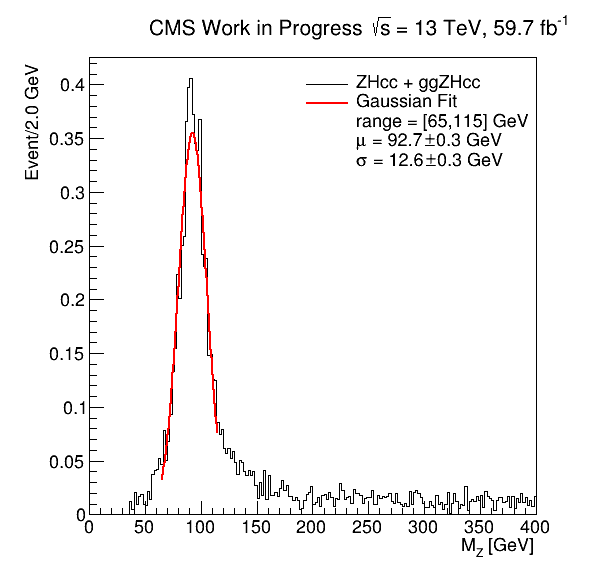 CMS Work in Progress √s = 13 TeV, 59.7 fb⁻¹
Event/2.0 GeV
ZHcc + ggZHcc
Gaussian Fit
range = [65,115] GeV
μ = 92.7±0.3 GeV
σ = 12.6±0.3 GeV
0.4
0.35
0.3
0.25
0.2
0.15
0.1
0.05
0
0 50 100 150 200 250 300 350 400
M_Z [GeV]